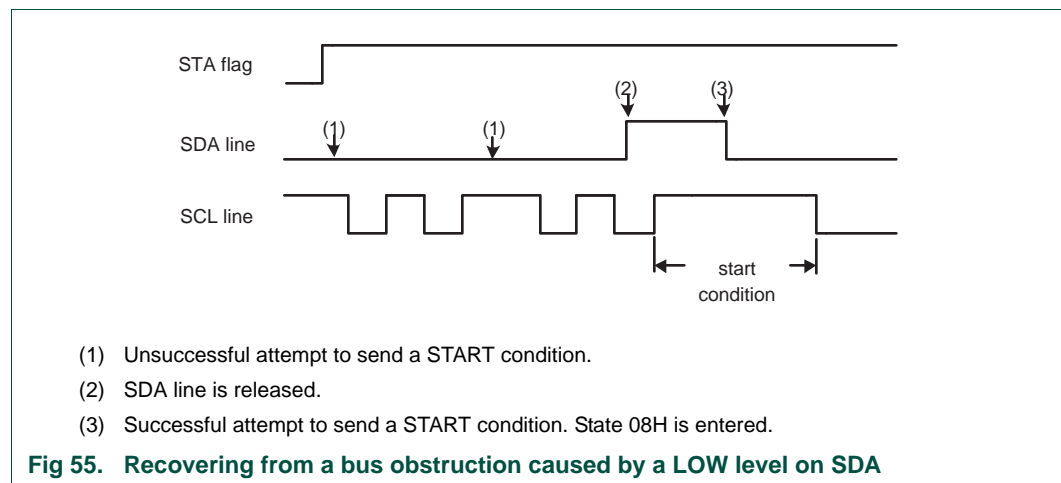 STA flag
(2) (3)
(1) (1)
SDA line
SCL line
start
condition
(1) Unsuccessful attempt to send a START condition.
(2) SDA line is released.
(3) Successful attempt to send a START condition. State 08H is entered.
Fig 55. Recovering from a bus obstruction caused by a LOW level on SDA